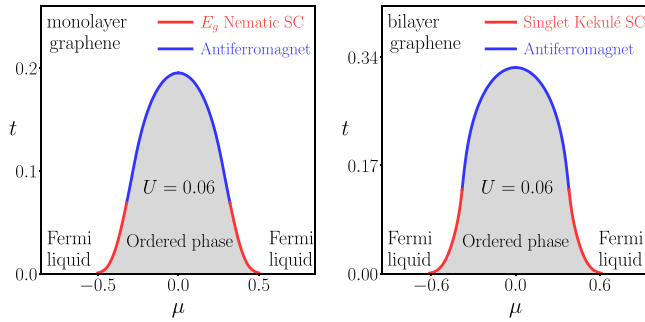 monolayer
graphene
E_g Nematic SC
Antiferromagnet
0.2
t
0.1
U = 0.06
Fermi
liquid
Ordered phase
Fermi
liquid
0.0
−0.5
0.0
0.5
μ
bilayer
graphene
Singlet Kekulé SC
Antiferromagnet
0.34
t
0.17
U = 0.06
Fermi
liquid
Ordered phase
Fermi
liquid
0.00
−0.6
0.0
0.6
μ